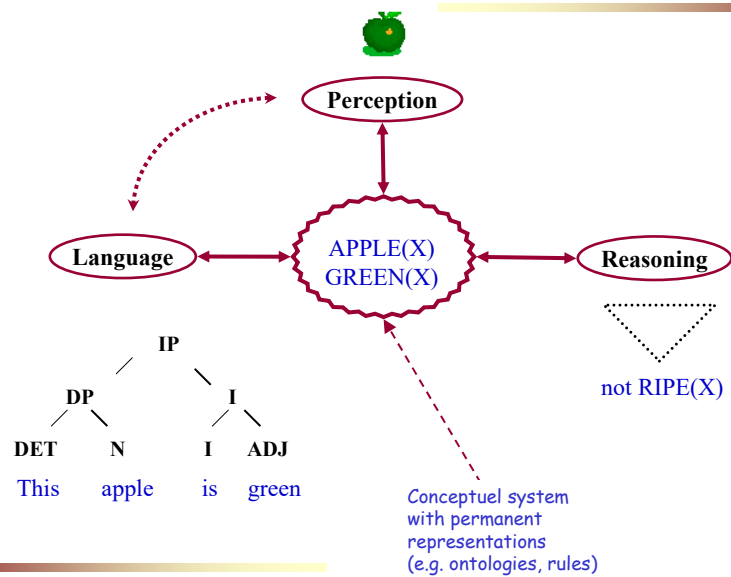 Perception
Language
APPLE(X)
GREEN(X)
Reasoning
IP
DP I
DET N I ADJ
This apple is green
not RIPE(X)
Conceptuel system
with permanent
representations
(e.g. ontologies, rules)